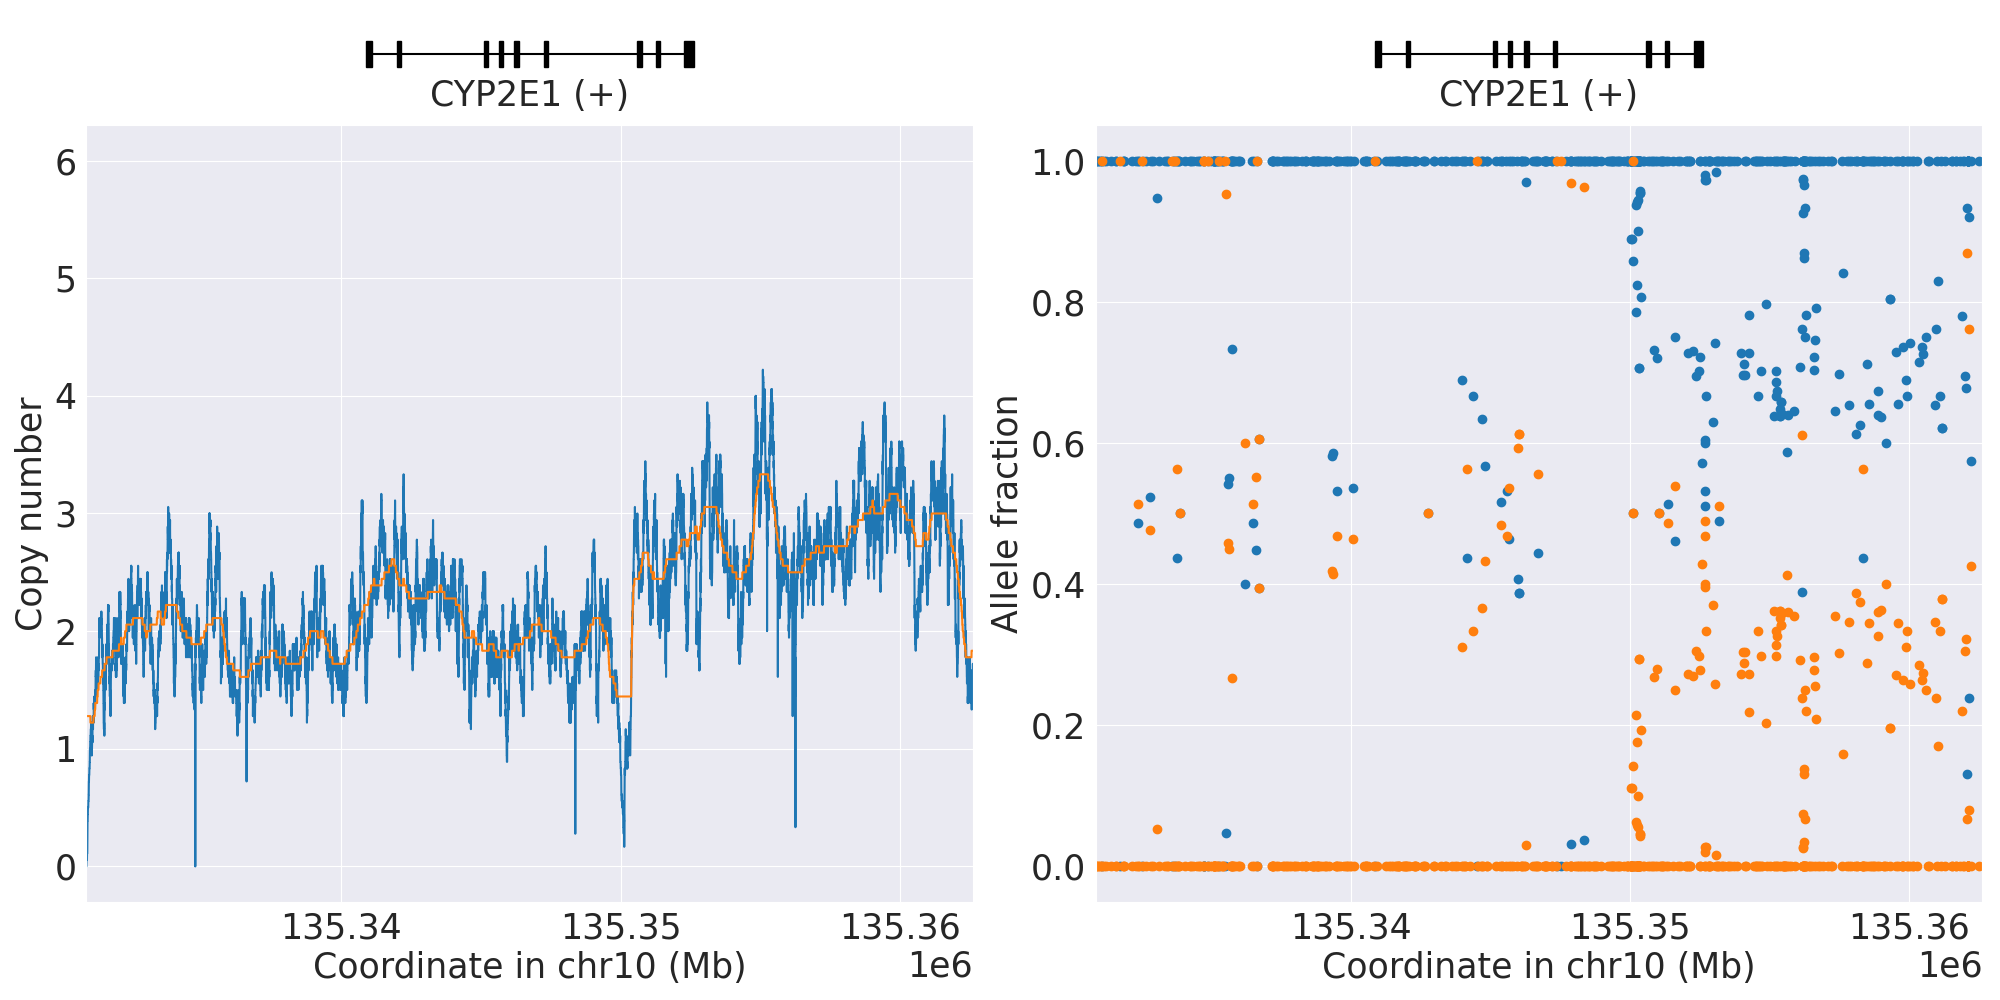 CYP2E1 (+)
CYP2E1 (+)
Copy number
6
5
4
3
2
1
0
135.34
135.35
135.36
Coordinate in chr10 (Mb)
1e6
Allele fraction
1.0
0.8
0.6
0.4
0.2
0.0
135.34
135.35
135.36
Coordinate in chr10 (Mb)
1e6